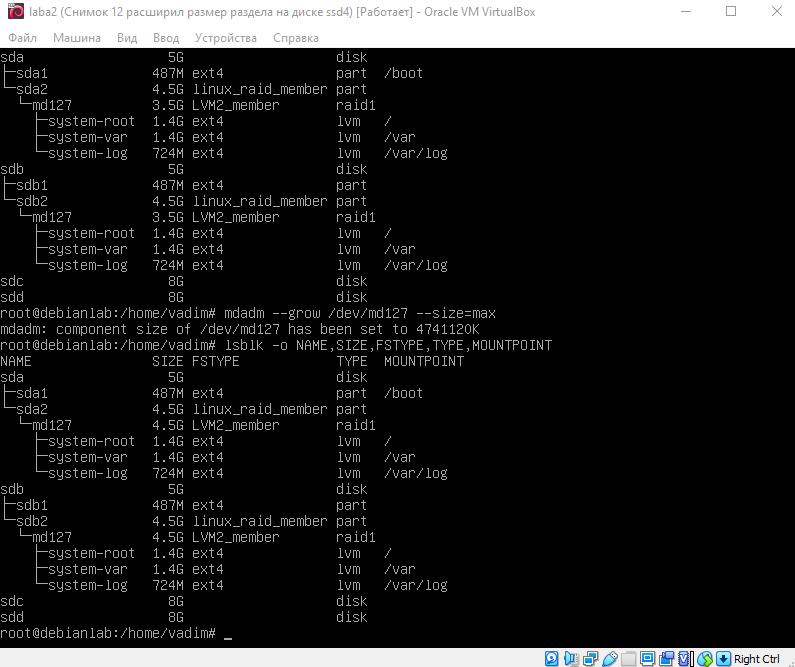 laba2 (Снимок 12 расширил размер раздела на диске ssd4) [Работает] - Oracle VM VirtualBox
Файл Машина Вид Ввод Устройства Справка
sda 5G disk
├─sda1 487M ext4 part /boot
└─sda2 4.5G linux_raid_member part
└─md127 3.5G LVM2_member raid1
├─system-root 1.4G ext4 lvm /
├─system-var 1.4G ext4 lvm /var
└─system-log 724M ext4 lvm /var/log
sdb 5G disk
├─sdb1 487M ext4 part
└─sdb2 4.5G linux_raid_member part
└─md127 3.5G LVM2_member raid1
├─system-root 1.4G ext4 lvm /
├─system-var 1.4G ext4 lvm /var
└─system-log 724M ext4 lvm /var/log
sdc 8G disk
sdd 8G disk
root@debianlab:/home/vadim# mdadm --grow /dev/md127 --size=max
mdadm: component size of /dev/md127 has been set to 4741120K
root@debianlab:/home/vadim# lsblk -o NAME,SIZE,FSTYPE,TYPE,MOUNTPOINT
NAME SIZE FSTYPE TYPE MOUNTPOINT
sda 5G disk
├─sda1 487M ext4 part /boot
└─sda2 4.5G linux_raid_member part
└─md127 4.5G LVM2_member raid1
├─system-root 1.4G ext4 lvm /
├─system-var 1.4G ext4 lvm /var
└─system-log 724M ext4 lvm /var/log
sdb 5G disk
├─sdb1 487M ext4 part
└─sdb2 4.5G linux_raid_member part
└─md127 4.5G LVM2_member raid1
├─system-root 1.4G ext4 lvm /
├─system-var 1.4G ext4 lvm /var
└─system-log 724M ext4 lvm /var/log
sdc 8G disk
sdd 8G disk
root@debianlab:/home/vadim# _
Right Ctrl